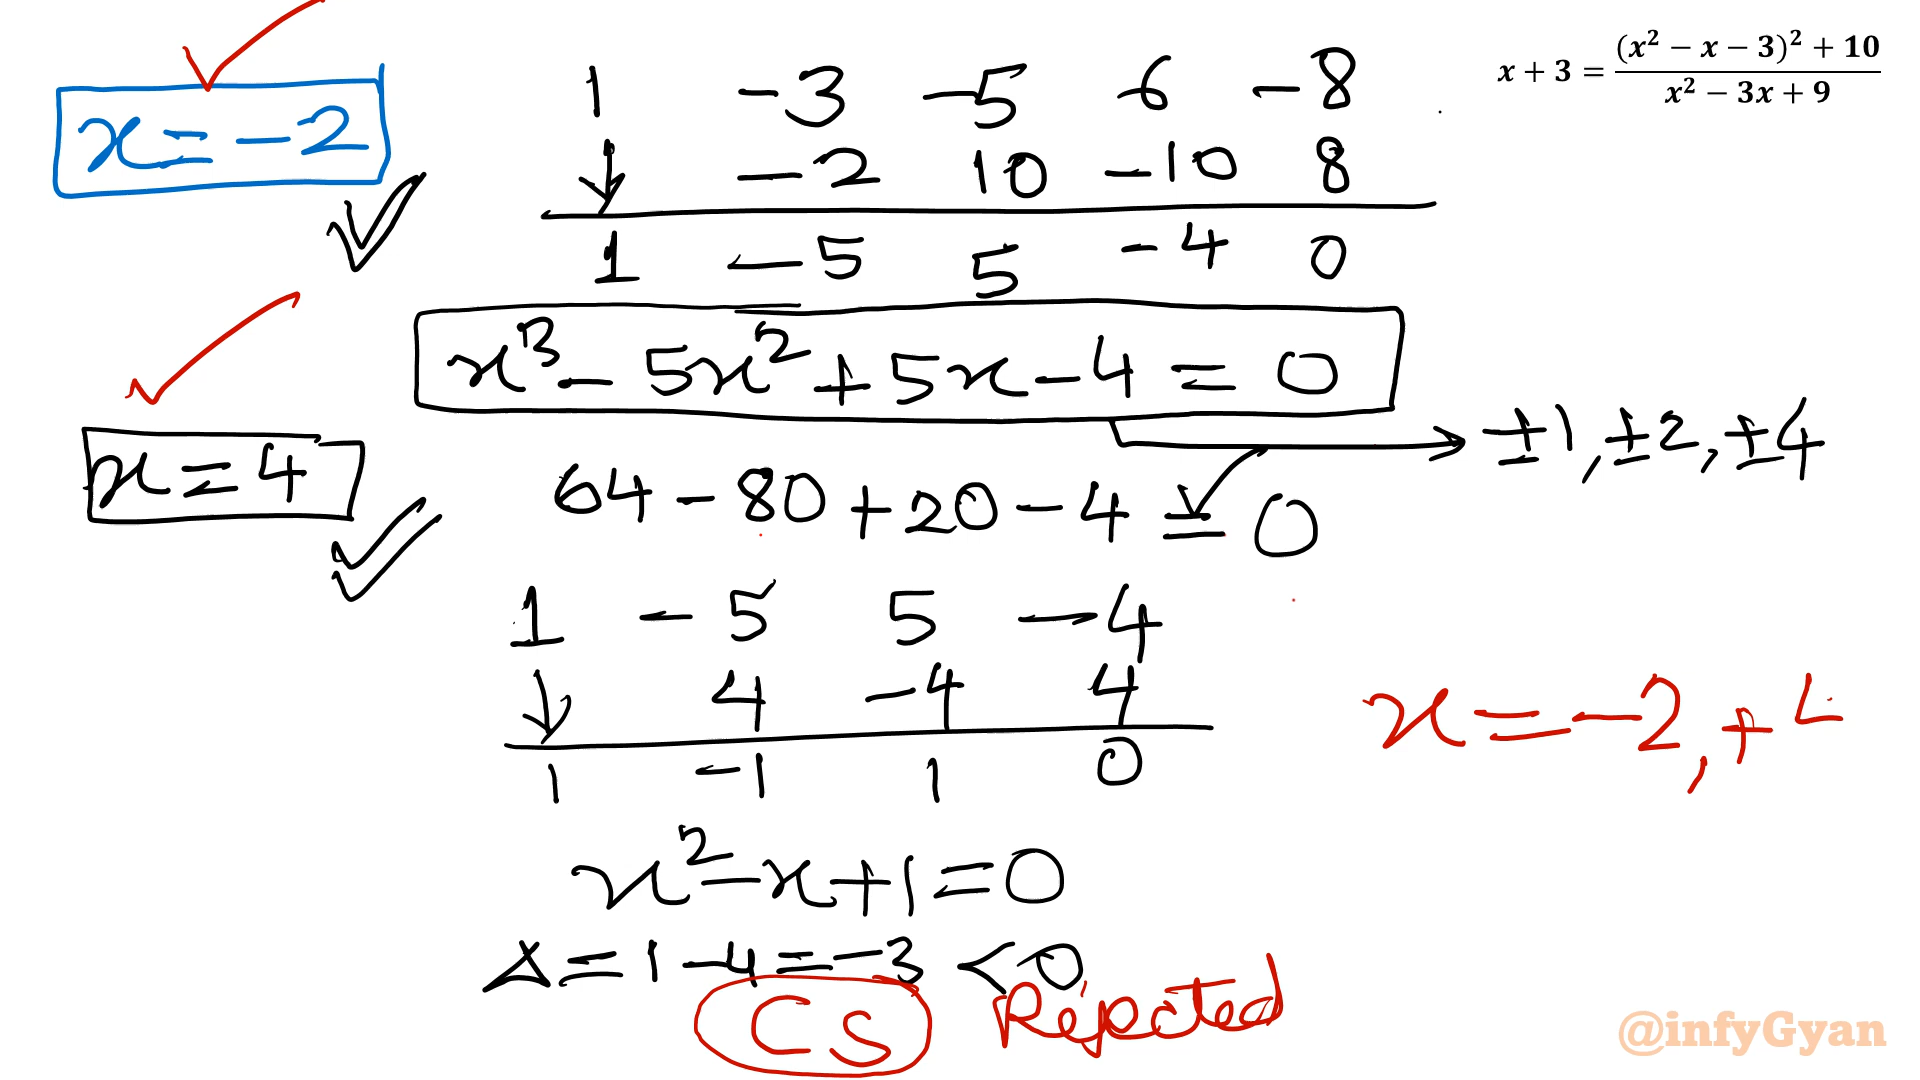 x + 3 = (x² − x − 3)² + 10 / x² − 3x + 9
x = -2
1 -3 -5 6 -8
-2 10 -10 8
1 -5 5 -4 0
x³ - 5x² + 5x - 4 = 0
±1, ±2, ±4
x = 4
64 - 80 + 20 - 4 = 0
1 -5 5 -4
4 -4 4
1 -1 1 0
x = -2, +4
x² - x + 1 = 0
Δ = 1 - 4 = -3 < 0
CS Rejected
@infyGyan